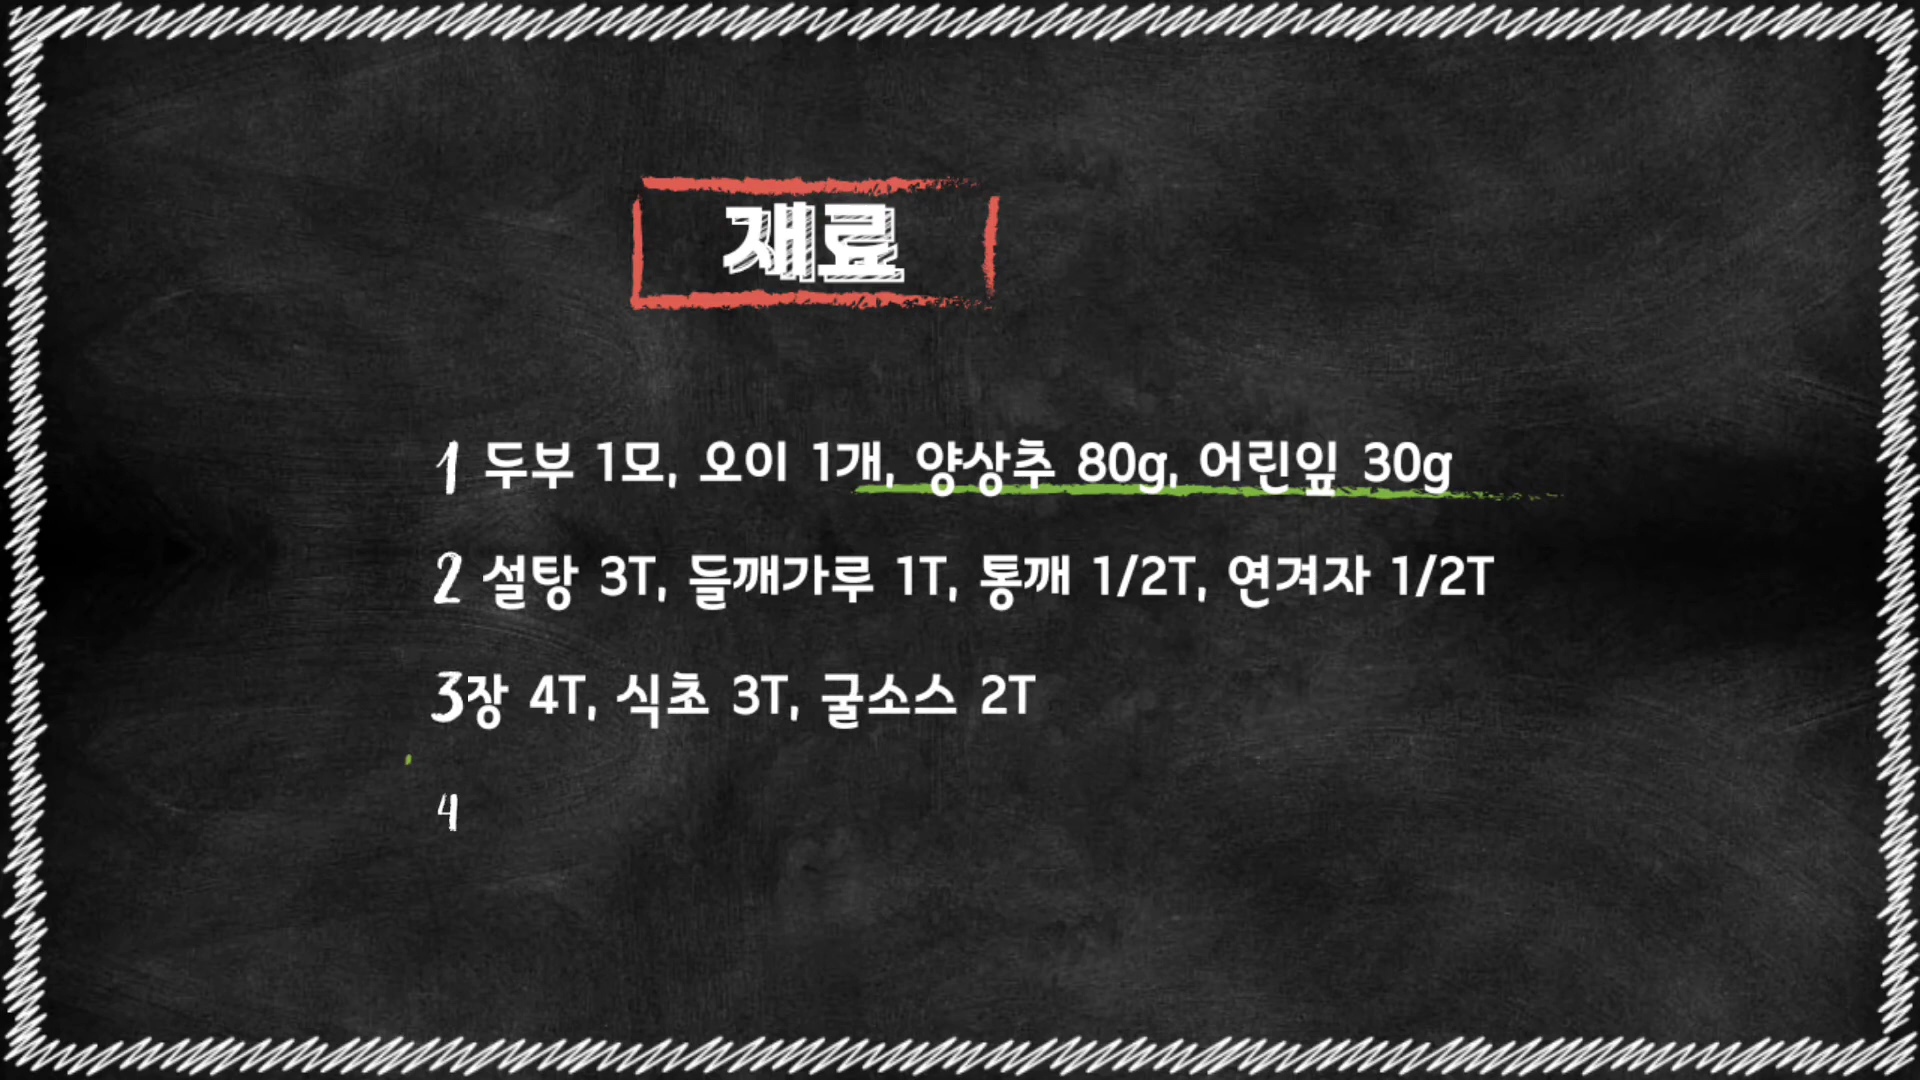 재료
1 두부 1모, 오이 1개, 양상추 80g, 어린잎 30g
2 설탕 3T, 들깨가루 1T, 통깨 1/2T, 연겨자 1/2T
3장 4T, 식초 3T, 굴소스 2T
4